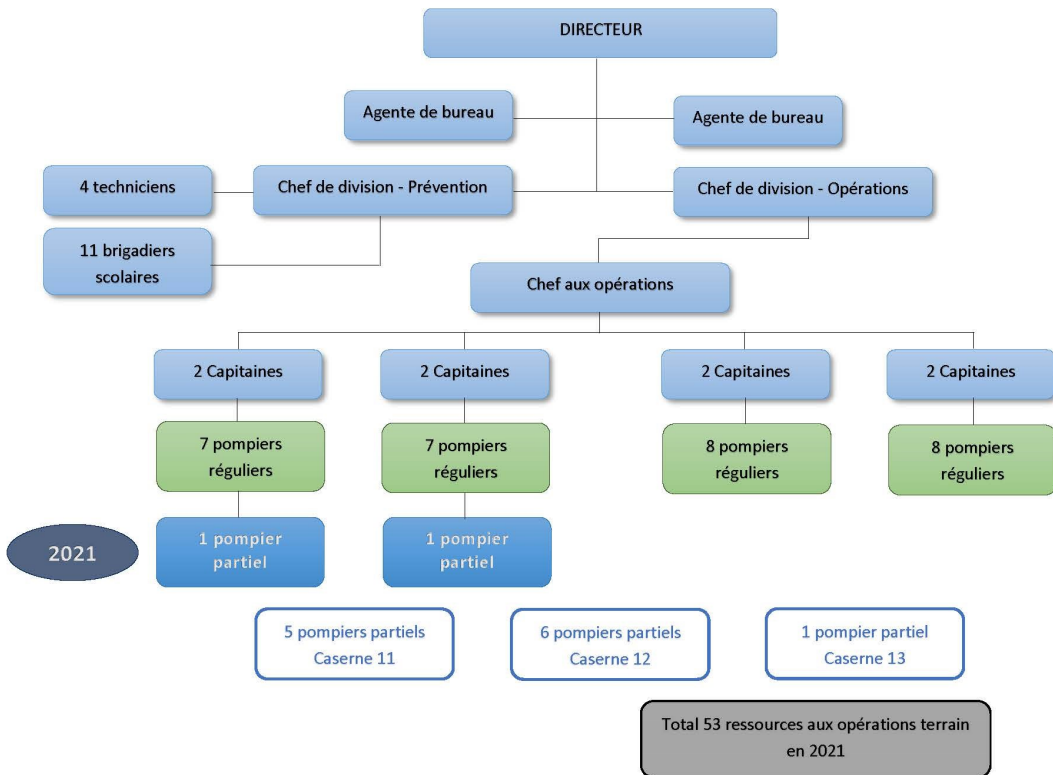 DIRECTEUR
Agente de bureau
Agente de bureau
4 techniciens
Chef de division - Prévention
Chef de division - Opérations
11 brigadiers
scolaires
Chef aux opérations
2 Capitaines
2 Capitaines
2 Capitaines
2 Capitaines
7 pompiers
réguliers
7 pompiers
réguliers
8 pompiers
réguliers
8 pompiers
réguliers
2021
1 pompier
partiel
1 pompier
partiel
5 pompiers partiels
Caserne 11
6 pompiers partiels
Caserne 12
1 pompier partiel
Caserne 13
Total 53 ressources aux opérations terrain
en 2021